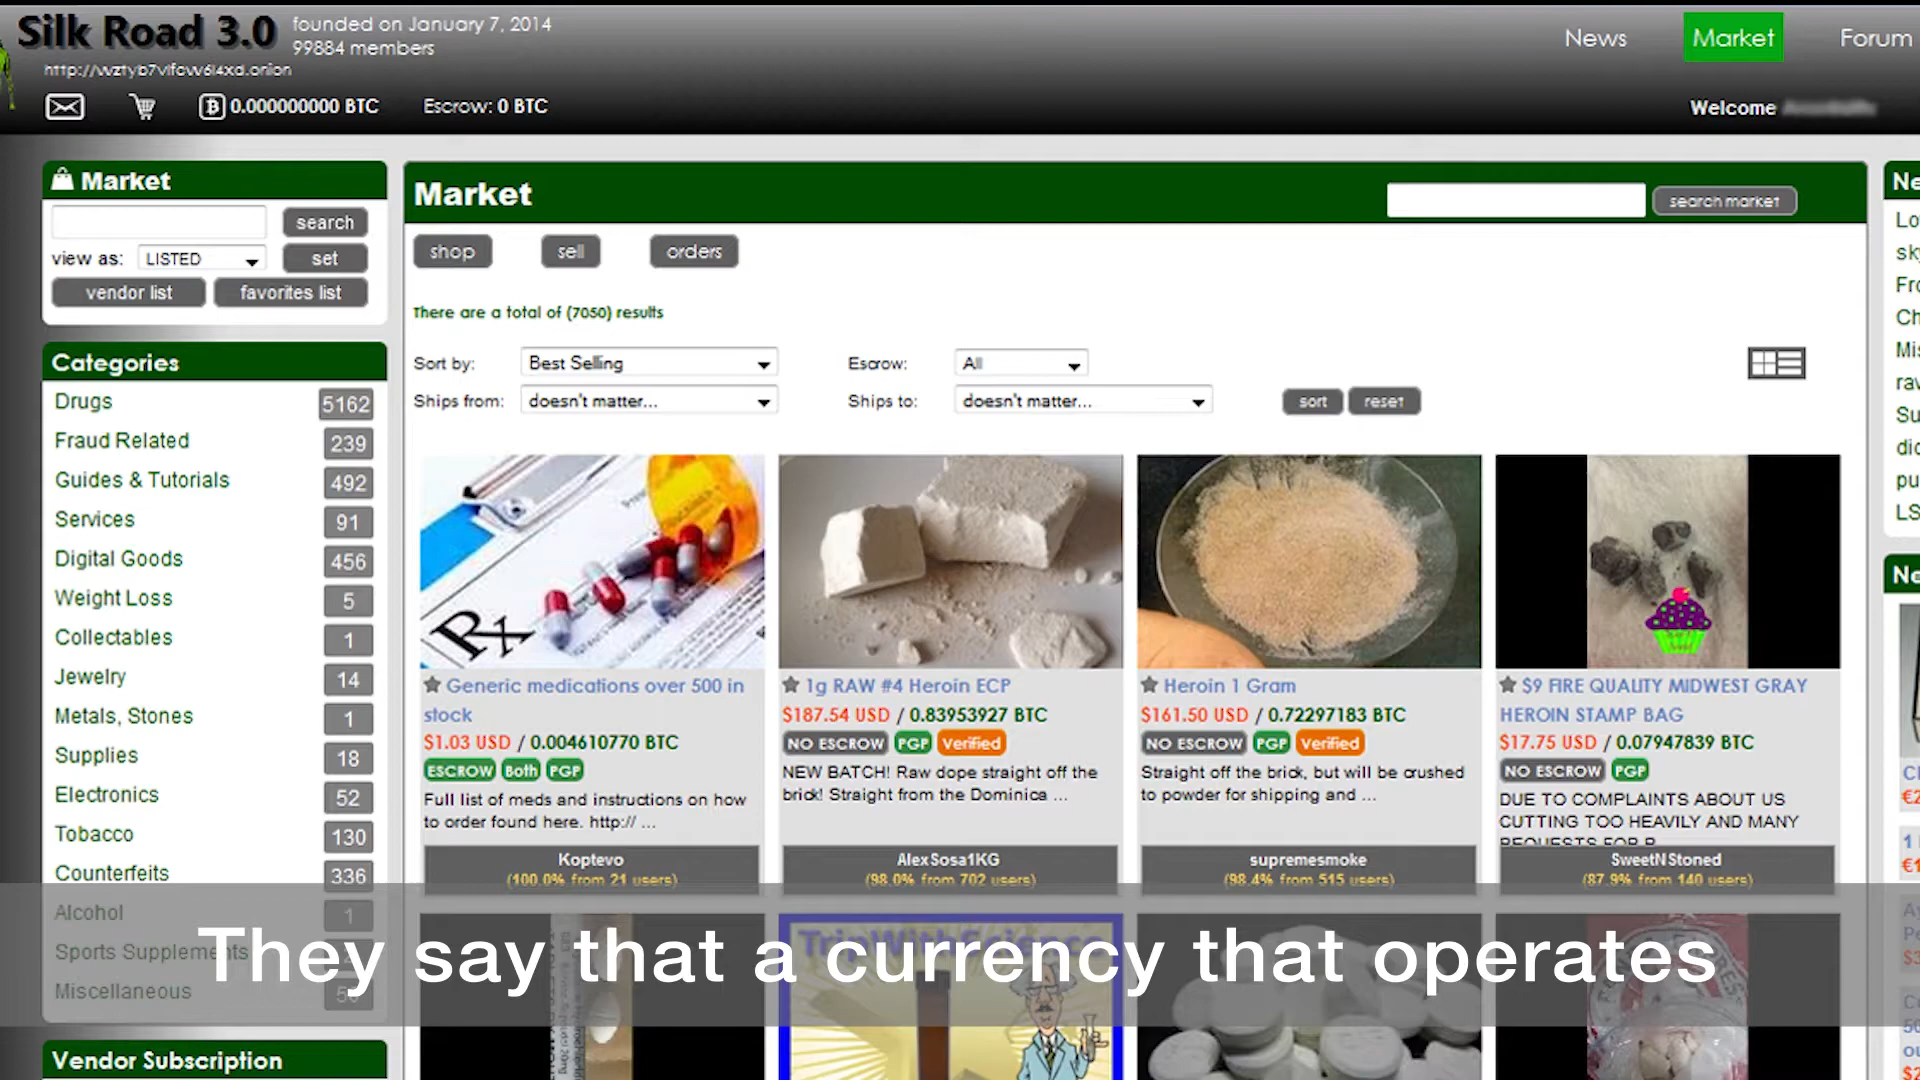 Silk Road 3.0
founded on January 7, 2014
99884 members
News
Market
Forum
0.000000000 BTC
Escrow: 0 BTC
Welcome
Market
search
view as:
LISTED
set
vendor list
favorites list
Categories
Drugs 5162
Fraud Related 239
Guides & Tutorials 492
Services 91
Digital Goods 456
Weight Loss 5
Collectables 1
Jewelry 14
Metals, Stones 1
Supplies 18
Electronics 52
Tobacco 130
Counterfeits 336
Alcohol 1
Sports Supplements
Miscellaneous
Vendor Subscription
Market
search market
shop
sell
orders
There are a total of (7050) results
Sort by: Best Selling
Escrow: All
Ships from: doesn't matter...
Ships to: doesn't matter...
sort
reset
Rx
Generic medications over 500 in
stock
$1.03 USD / 0.004610770 BTC
ESCROW Both PGP
Full list of meds and instructions on how
to order found here. http:// ...
Koptevo
(100.0% from 21 users)
1g RAW #4 Heroin ECP
$187.54 USD / 0.83953927 BTC
NO ESCROW PGP Verified
NEW BATCH! Raw dope straight off the
brick! Straight from the Dominica ...
AlexSosa1KG
(98.0% from 702 users)
Heroin 1 Gram
$161.50 USD / 0.72297183 BTC
NO ESCROW PGP Verified
Straight off the brick, but will be crushed
to powder for shipping and ...
supremesmoke
(98.4% from 515 users)
$9 FIRE QUALITY MIDWEST GRAY
HEROIN STAMP BAG
$17.75 USD / 0.07947839 BTC
NO ESCROW PGP
DUE TO COMPLAINTS ABOUT US
CUTTING TOO HEAVILY AND MANY
REQUESTS FOR
SweetNStoned
(87.9% from 140 users)
TripWithScience
They say that a currency that operates